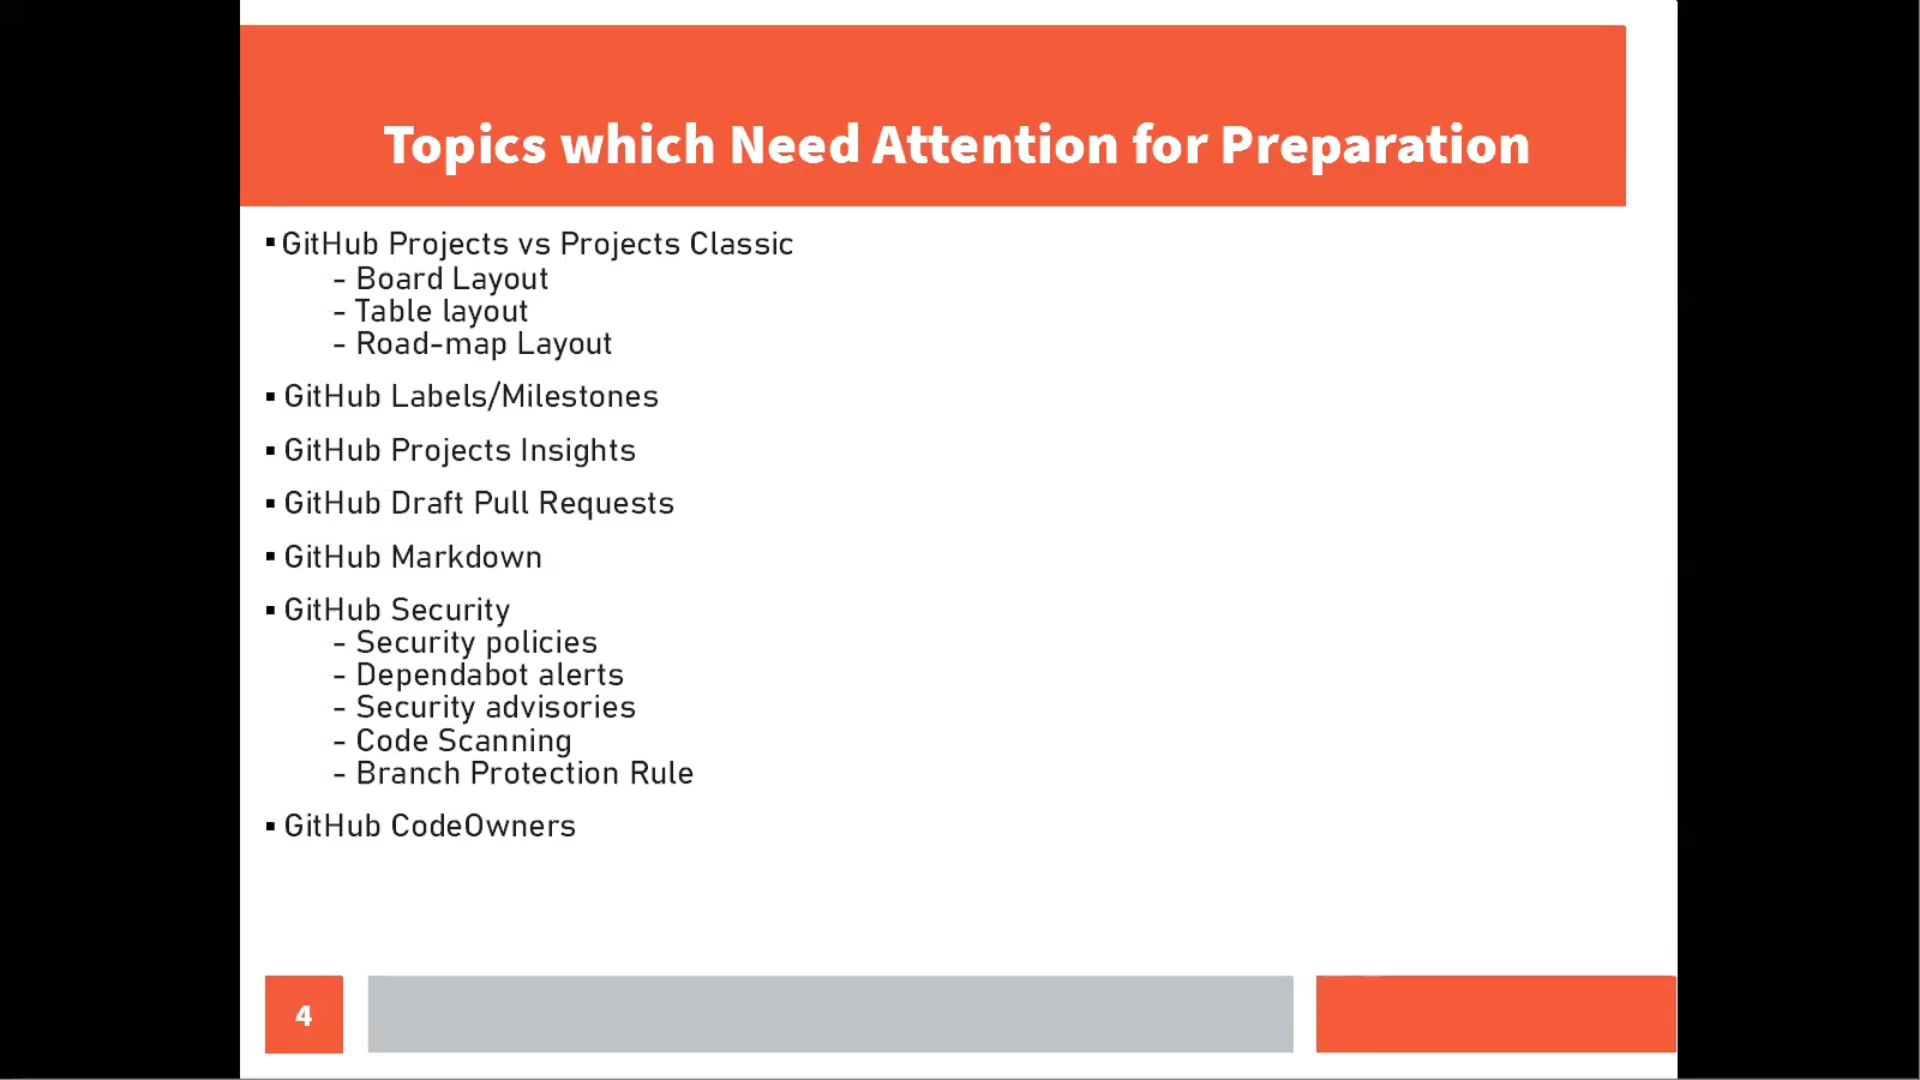 Topics which Need Attention for Preparation
▪ GitHub Projects vs Projects Classic
- Board Layout
- Table layout
- Road-map Layout
▪ GitHub Labels/Milestones
▪ GitHub Projects Insights
▪ GitHub Draft Pull Requests
▪ GitHub Markdown
▪ GitHub Security
- Security policies
- Dependabot alerts
- Security advisories
- Code Scanning
- Branch Protection Rule
▪ GitHub CodeOwners
4